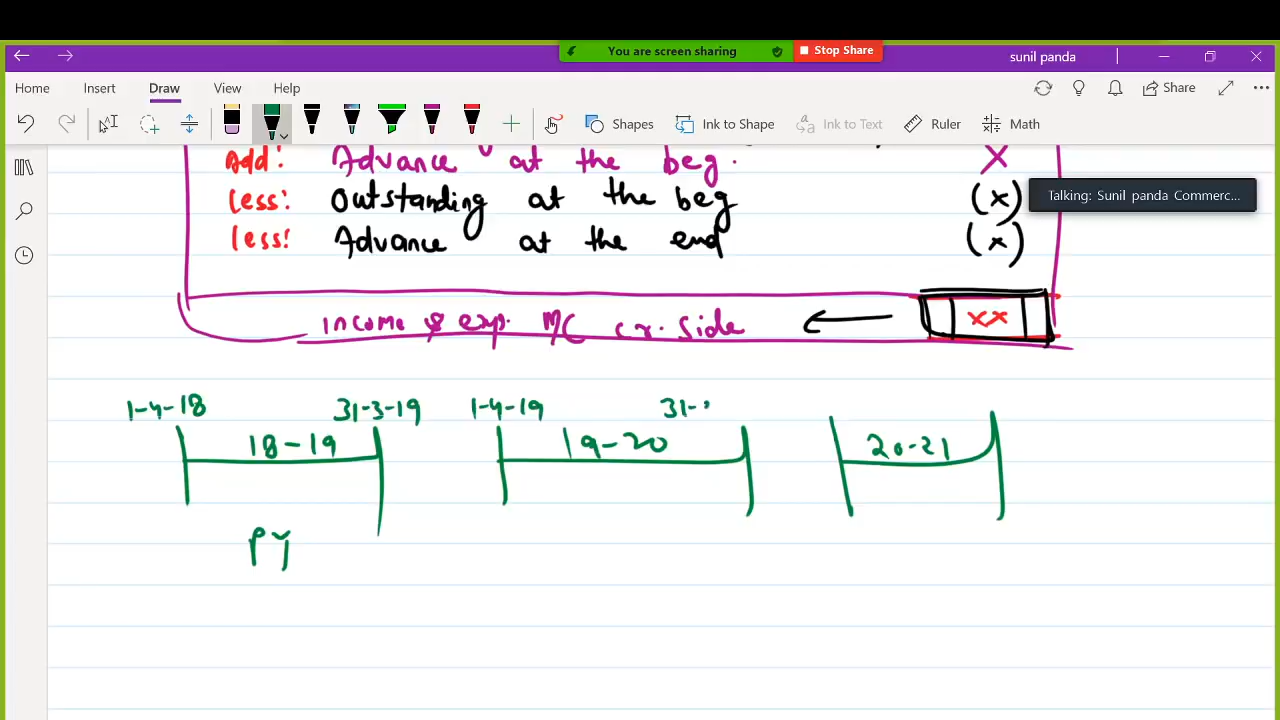 You are screen sharing
Stop Share
sunil panda
Home Insert Draw View Help
Share
Shapes
Ink to Shape
Ink to Text
Ruler
Math
Add: Advance at the beg. X
Talking: Sunil panda Commerc...
less: Outstanding at the beg (x)
less: Advance at the end (x)
income & exp. A/C cr. side xx
1-4-18 31-3-19 1-4-19 31-
18-19 19-20 20-21
PY